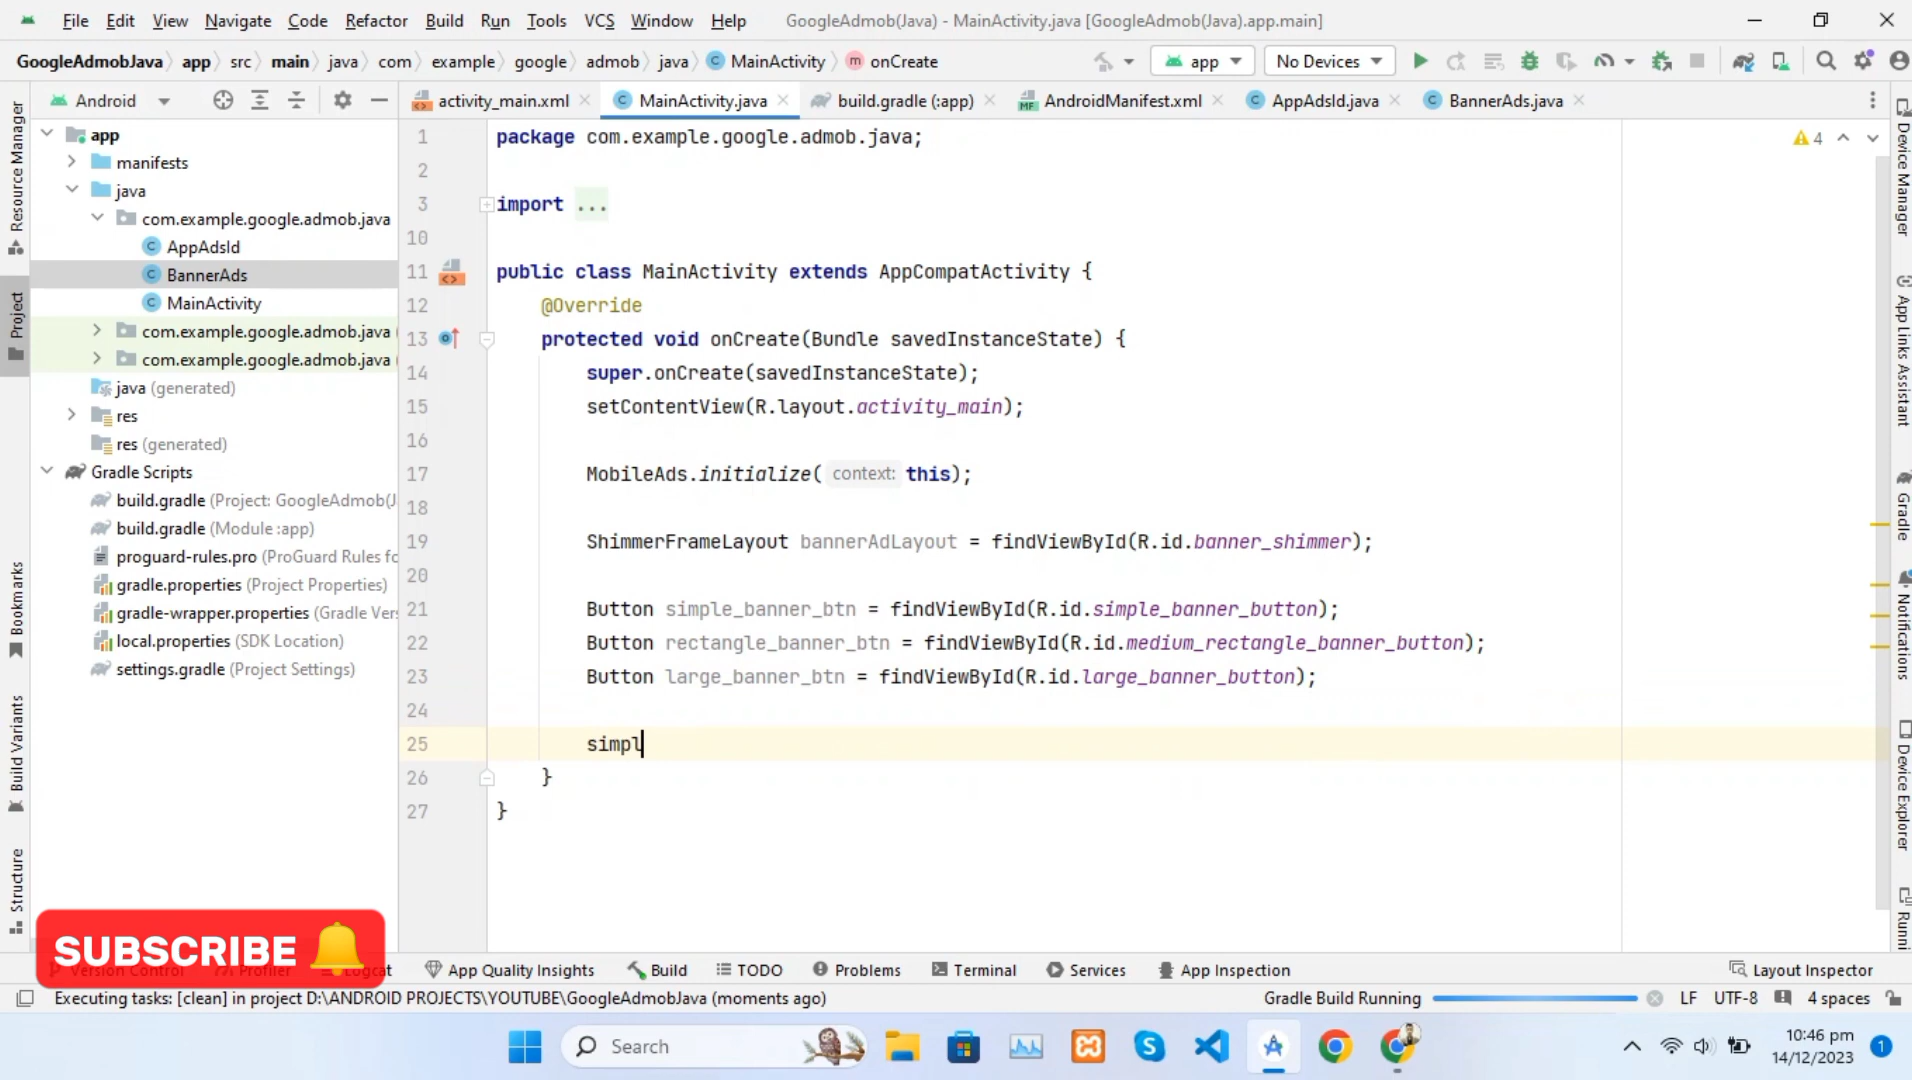 File Edit View Navigate Code Refactor Build Run Tools VCS Window Help GoogleAdmob(Java) - MainActivity.java [GoogleAdmob(Java).app.main]
GoogleAdmobJava app src main java com example google admob java MainActivity onCreate app No Devices
Android activity_main.xml MainActivity.java build.gradle (:app) AndroidManifest.xml AppAdsId.java BannerAds.java
Resource Manager
Project
Bookmarks
Build Variants
Structure
app
manifests
java
com.example.google.admob.java
AppAdsId
BannerAds
MainActivity
com.example.google.admob.java (
com.example.google.admob.java (
java (generated)
res
res (generated)
Gradle Scripts
build.gradle (Project: GoogleAdmob(J
build.gradle (Module :app)
proguard-rules.pro (ProGuard Rules fo
gradle.properties (Project Properties)
gradle-wrapper.properties (Gradle Vers
local.properties (SDK Location)
settings.gradle (Project Settings)
1 package com.example.google.admob.java;
2
3 import ...
10
11 public class MainActivity extends AppCompatActivity {
12 @Override
13 protected void onCreate(Bundle savedInstanceState) {
14 super.onCreate(savedInstanceState);
15 setContentView(R.layout.activity_main);
16
17 MobileAds.initialize( context: this);
18
19 ShimmerFrameLayout bannerAdLayout = findViewById(R.id.banner_shimmer);
20
21 Button simple_banner_btn = findViewById(R.id.simple_banner_button);
22 Button rectangle_banner_btn = findViewById(R.id.medium_rectangle_banner_button);
23 Button large_banner_btn = findViewById(R.id.large_banner_button);
24
25 simpl
26 }
27 }
4
Device Manager
App Links Assistant
Gradle
Notifications
Device Explorer
Runni
SUBSCRIBE
Version Control Profiler Logcat App Quality Insights Build TODO Problems Terminal Services App Inspection Layout Inspector
Executing tasks: [clean] in project D:\ANDROID PROJECTS\YOUTUBE\GoogleAdmobJava (moments ago) Gradle Build Running LF UTF-8 4 spaces
Search
10:46 pm
14/12/2023
1